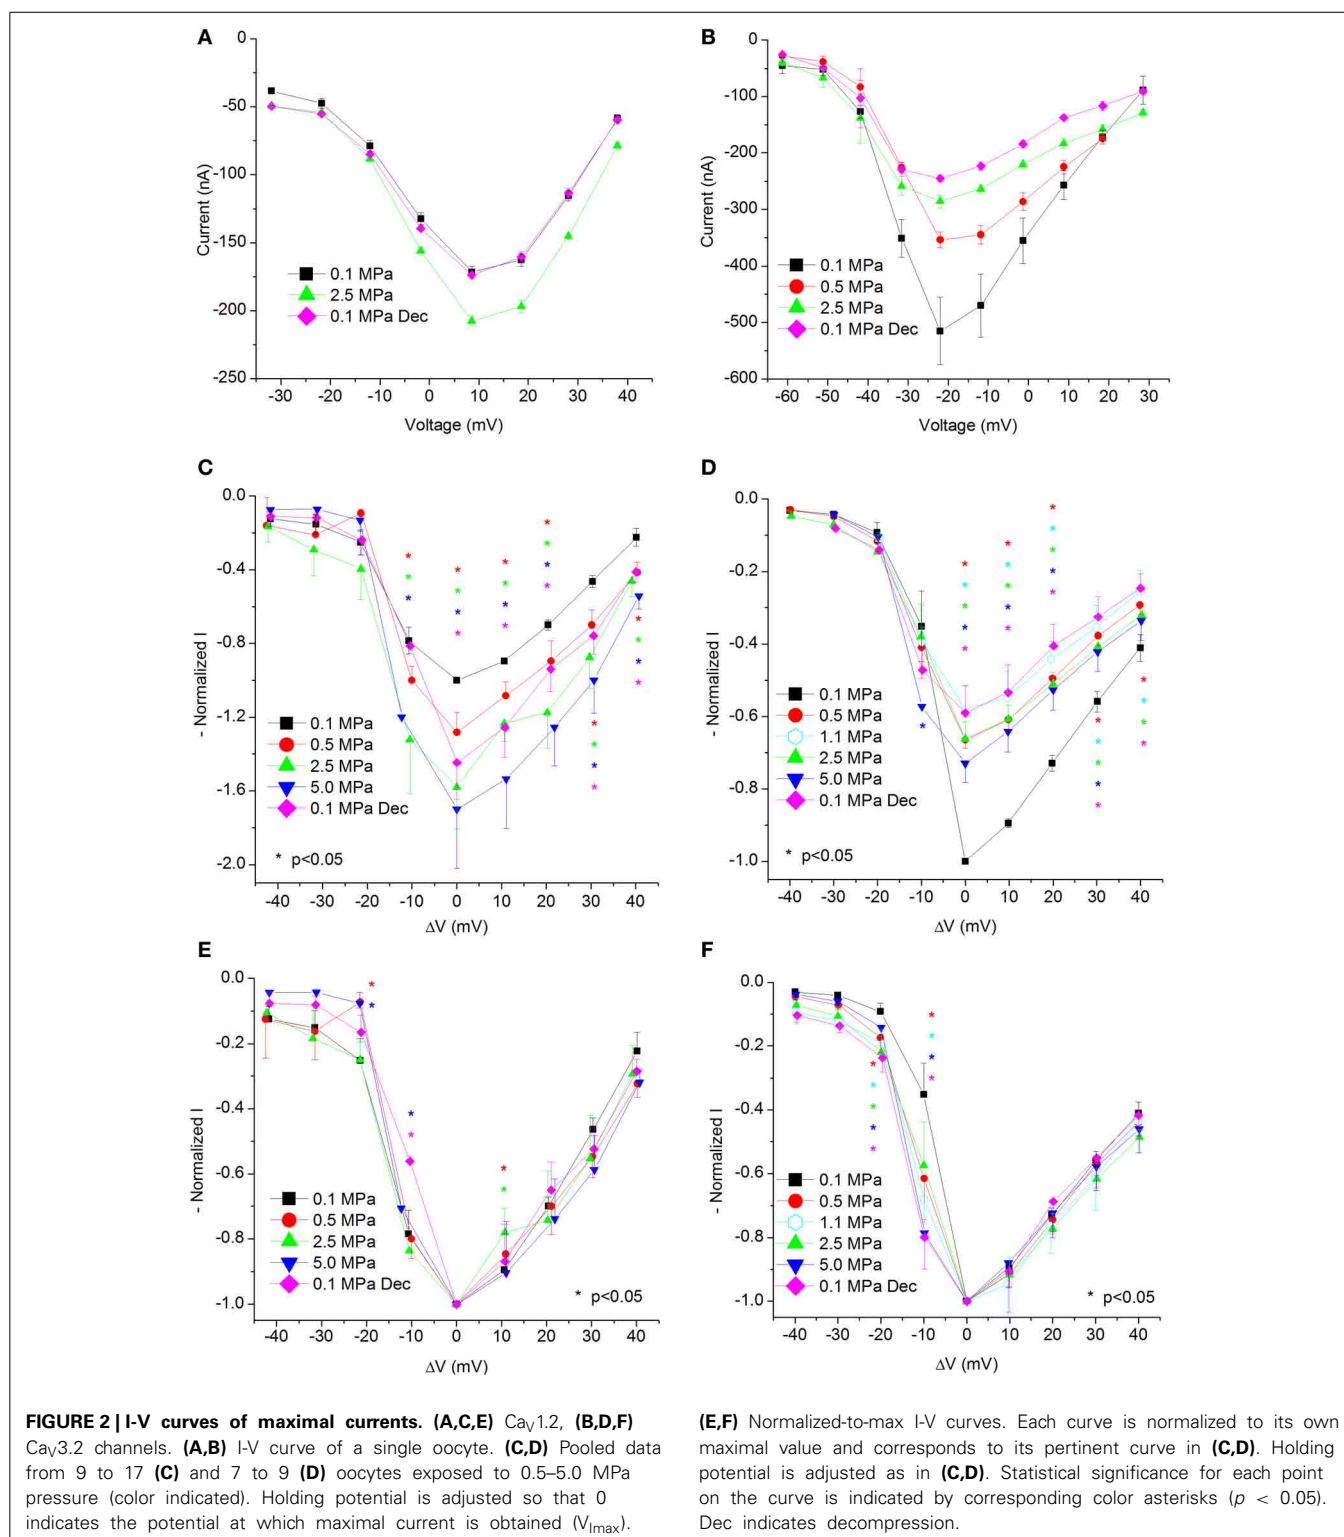 A
0
-50
-100
-150
-200
-250
Current (nA)
0.1 MPa
2.5 MPa
0.1 MPa Dec
-30 -20 -10 0 10 20 30 40
Voltage (mV)
B
0
-100
-200
-300
-400
-500
-600
Current (nA)
0.1 MPa
0.5 MPa
2.5 MPa
0.1 MPa Dec
-60 -50 -40 -30 -20 -10 0 10 20 30
Voltage (mV)
C
0.0
-0.4
-0.8
-1.2
-1.6
-2.0
- Normalized I
0.1 MPa
0.5 MPa
2.5 MPa
5.0 MPa
0.1 MPa Dec
* p<0.05
-40 -30 -20 -10 0 10 20 30 40
ΔV (mV)
D
0.0
-0.2
-0.4
-0.6
-0.8
-1.0
- Normalized I
0.1 MPa
0.5 MPa
1.1 MPa
2.5 MPa
5.0 MPa
0.1 MPa Dec
* p<0.05
-40 -30 -20 -10 0 10 20 30 40
ΔV (mV)
E
0.0
-0.2
-0.4
-0.6
-0.8
-1.0
- Normalized I
0.1 MPa
0.5 MPa
2.5 MPa
5.0 MPa
0.1 MPa Dec
* p<0.05
-40 -30 -20 -10 0 10 20 30 40
ΔV (mV)
F
0.0
-0.2
-0.4
-0.6
-0.8
-1.0
- Normalized I
0.1 MPa
0.5 MPa
1.1 MPa
2.5 MPa
5.0 MPa
0.1 MPa Dec
* p<0.05
-40 -30 -20 -10 0 10 20 30 40
ΔV (mV)
FIGURE 2 | I-V curves of maximal currents. (A,C,E) CaV1.2, (B,D,F)
CaV3.2 channels. (A,B) I-V curve of a single oocyte. (C,D) Pooled data
from 9 to 17 (C) and 7 to 9 (D) oocytes exposed to 0.5–5.0 MPa
pressure (color indicated). Holding potential is adjusted so that 0
indicates the potential at which maximal current is obtained (VImax).
(E,F) Normalized-to-max I-V curves. Each curve is normalized to its own
maximal value and corresponds to its pertinent curve in (C,D). Holding
potential is adjusted as in (C,D). Statistical significance for each point
on the curve is indicated by corresponding color asterisks (p < 0.05).
Dec indicates decompression.